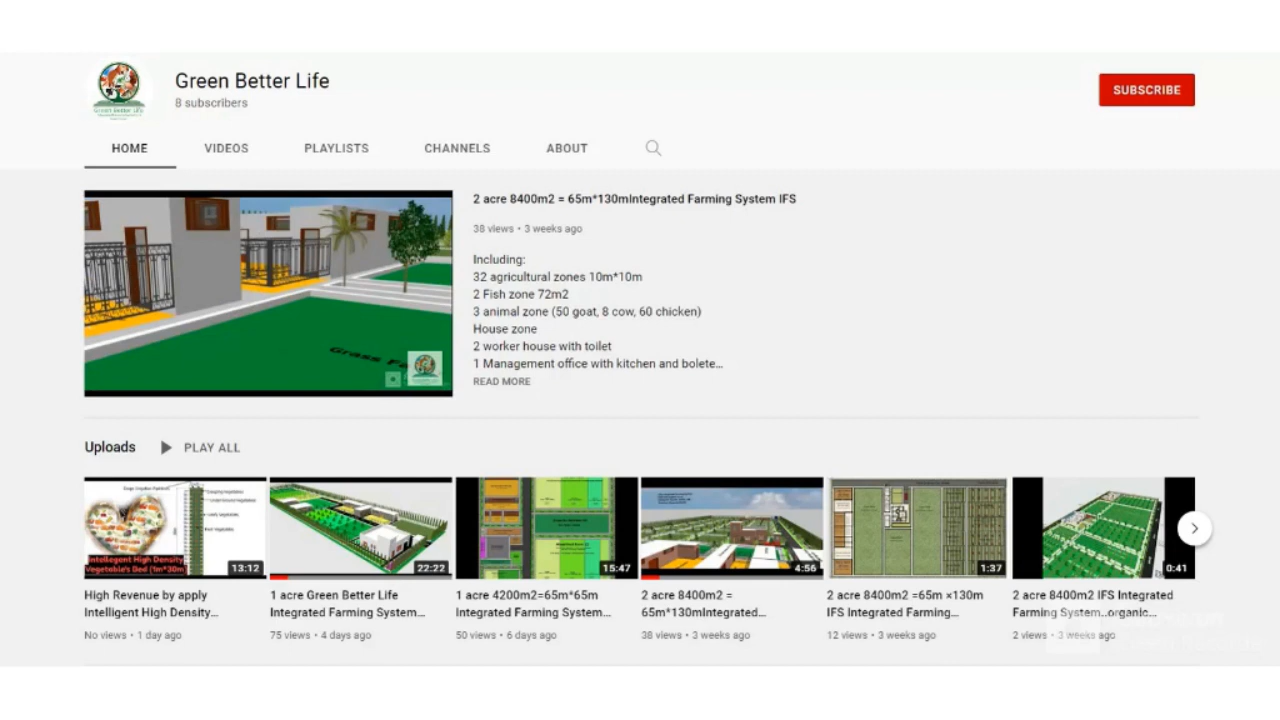 Green Better Life
8 subscribers
SUBSCRIBE
HOME VIDEOS PLAYLISTS CHANNELS ABOUT
2 acre 8400m2 = 65m*130mIntegrated Farming System IFS
38 views • 3 weeks ago
Including:
32 agricultural zones 10m*10m
2 Fish zone 72m2
3 animal zone (50 goat, 8 cow, 60 chicken)
House zone
2 worker house with toilet
1 Management office with kitchen and bolete…
READ MORE
Grass
Uploads PLAY ALL
Intellegent High Density
Vegetable's Bed (1m*30m
13:12
22:22
15:47
4:56
1:37
0:41
High Revenue by apply
Intelligent High Density…
No views • 1 day ago
1 acre Green Better Life
Integrated Farming System…
75 views • 4 days ago
1 acre 4200m2=65m*65m
Integrated Farming System…
50 views • 6 days ago
2 acre 8400m2 =
65m*130mIntegrated…
38 views • 3 weeks ago
2 acre 8400m2 =65m ×130m
IFS Integrated Farming…
12 views • 3 weeks ago
2 acre 8400m2 IFS Integrated
Farming System..organic…
2 views • 3 weeks ago